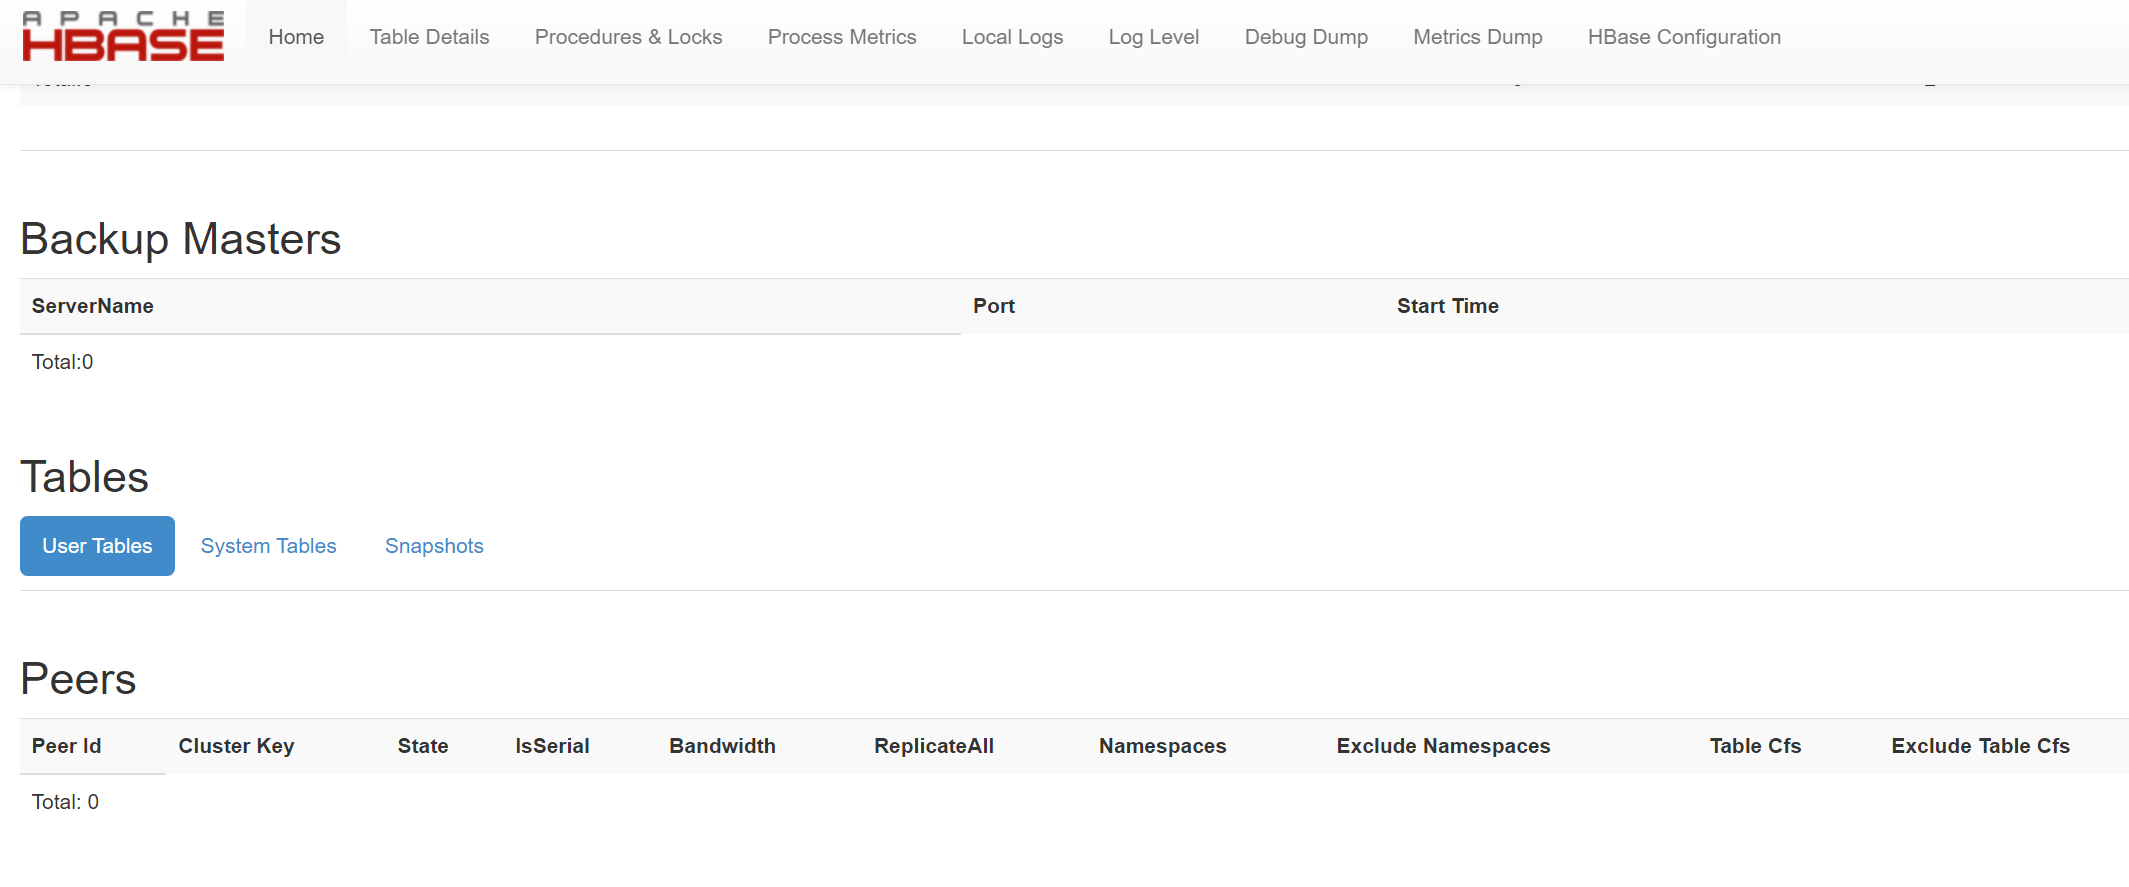 APACHE
HBASE
Home Table Details Procedures & Locks Process Metrics Local Logs Log Level Debug Dump Metrics Dump HBase Configuration
Backup Masters
ServerName Port Start Time
Total:0
Tables
User Tables System Tables Snapshots
Peers
Peer Id Cluster Key State IsSerial Bandwidth ReplicateAll Namespaces Exclude Namespaces Table Cfs Exclude Table Cfs
Total: 0